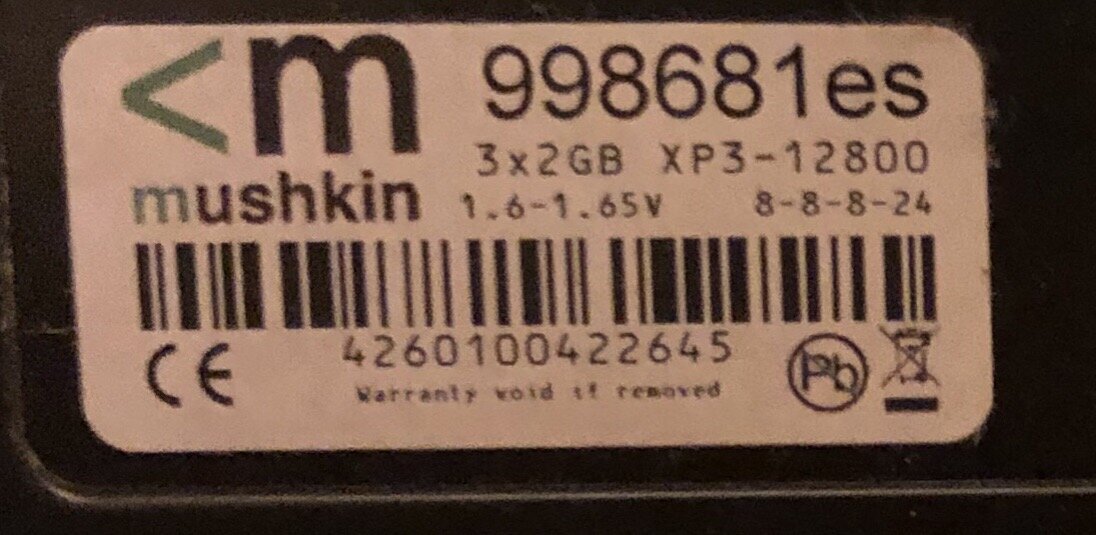 <m
mushkin
998681es
3x2GB XP3-12800
1.6-1.65V 8-8-8-24
4260100422645
CE
Warranty void if removed
Pb